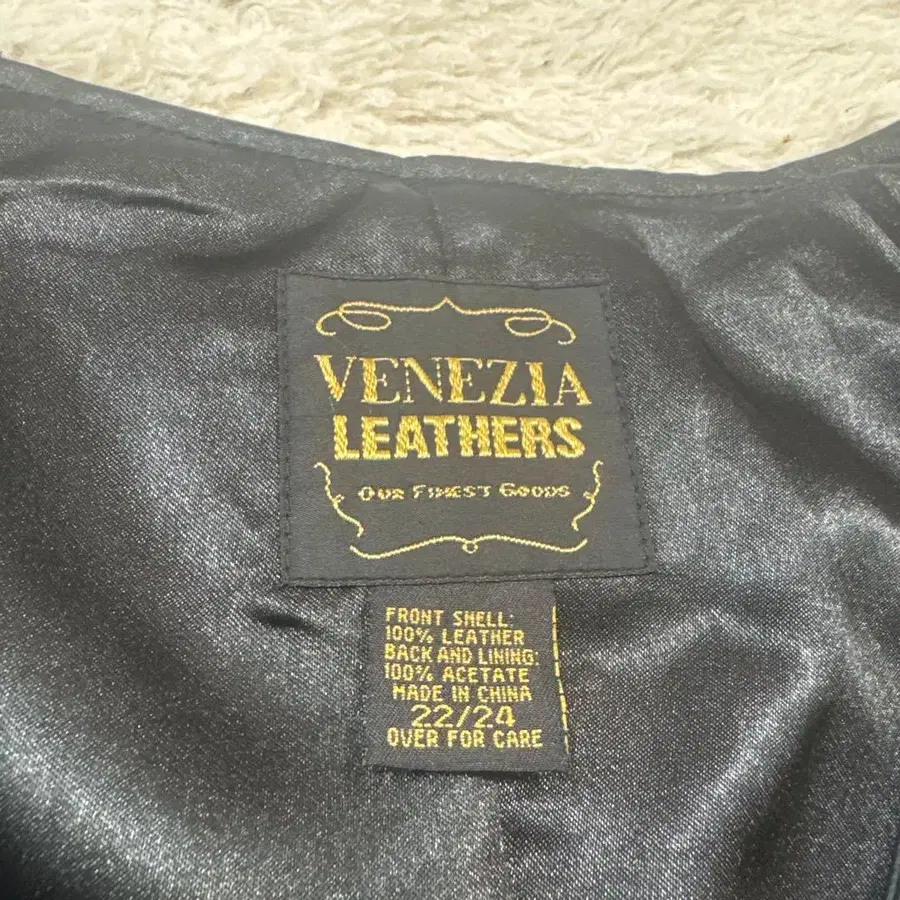 VENEZIA
LEATHERS
OUR FINEST GOODS
FRONT SHELL:
100% LEATHER
BACK AND LINING:
100% ACETATE
MADE IN CHINA
22/24
OVER FOR CARE